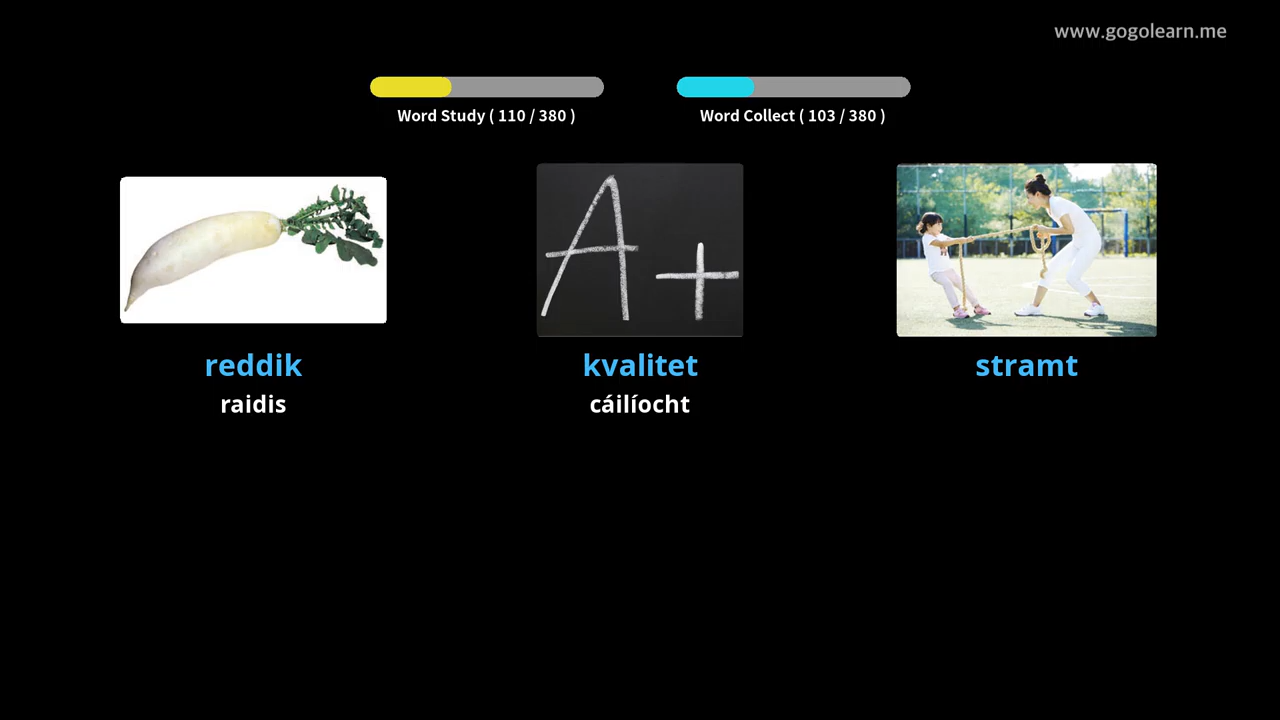 www.gogolearn.me
Word Study ( 110 / 380 )
Word Collect ( 103 / 380 )
A+
reddik
kvalitet
stramt
raidis
cáilíocht